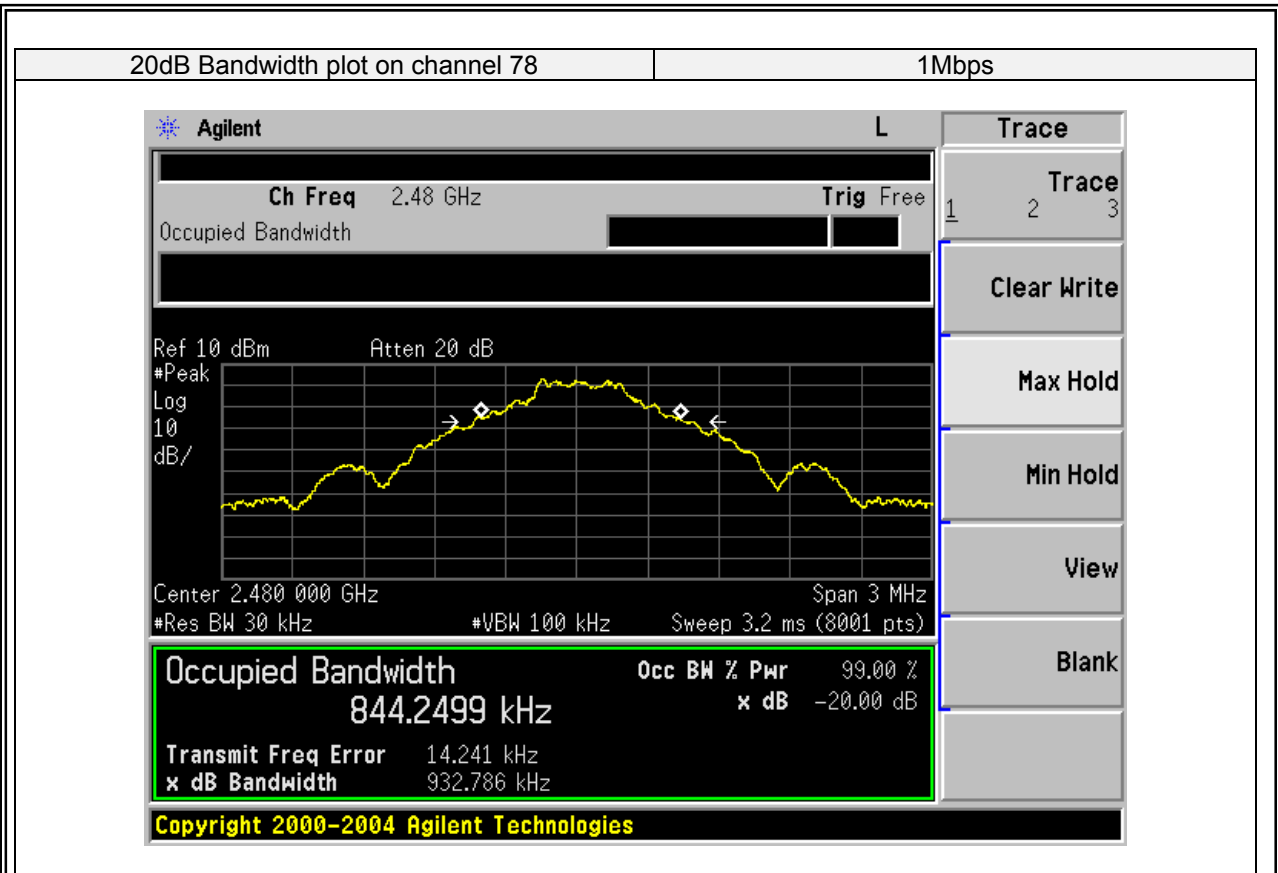 20dB Bandwidth plot on channel 78 1Mbps
Agilent L Trace
Ch Freq 2.48 GHz Trig Free
Occupied Bandwidth
Trace
1 2 3
Clear Write
Max Hold
Min Hold
View
Blank
Ref 10 dBm Atten 20 dB
#Peak
Log
10
dB/
Center 2.480 000 GHz Span 3 MHz
#Res BW 30 kHz #VBW 100 kHz Sweep 3.2 ms (8001 pts)
Occupied Bandwidth Occ BW % Pwr 99.00 %
844.2499 kHz x dB -20.00 dB
Transmit Freq Error 14.241 kHz
x dB Bandwidth 932.786 kHz
Copyright 2000-2004 Agilent Technologies